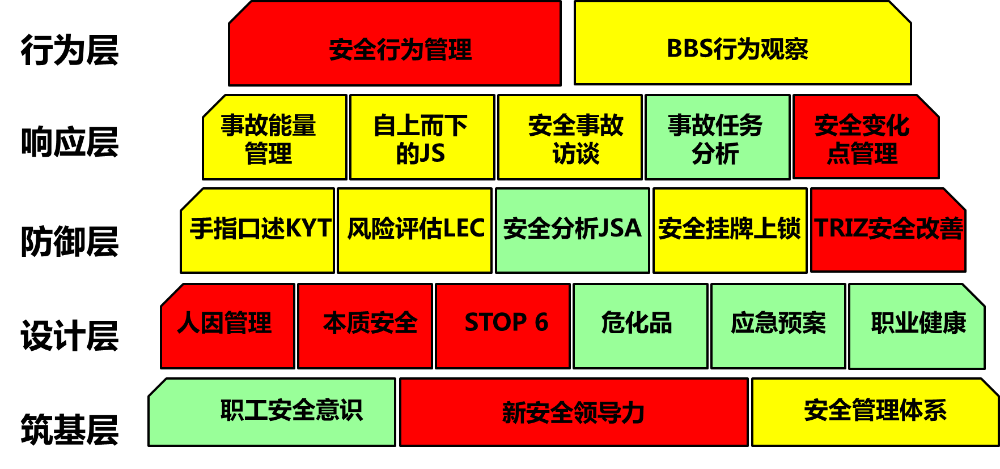 行为层
安全行为管理
BBS行为观察
响应层
事故能量
管理
自上而下
的JS
安全事故
访谈
事故任务
分析
安全变化
点管理
防御层
手指口述KYT
风险评估LEC
安全分析JSA
安全挂牌上锁
TRIZ安全改善
设计层
人因管理
本质安全
STOP 6
危化品
应急预案
职业健康
筑基层
职工安全意识
新安全领导力
安全管理体系